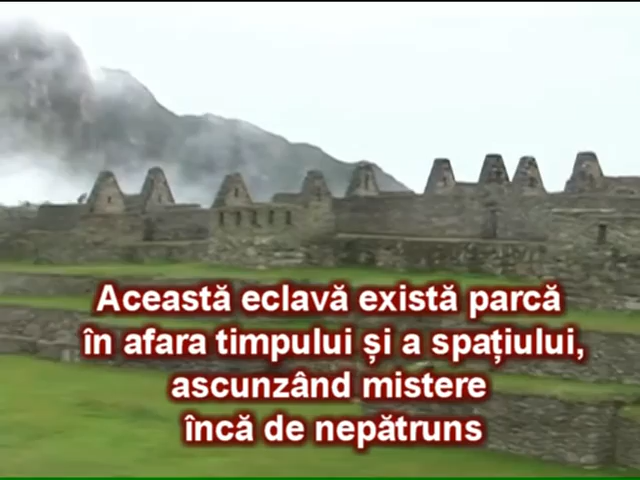 Această eclavă există parcă
în afara timpului și a spațiului,
ascunzând mistere
încă de nepătruns